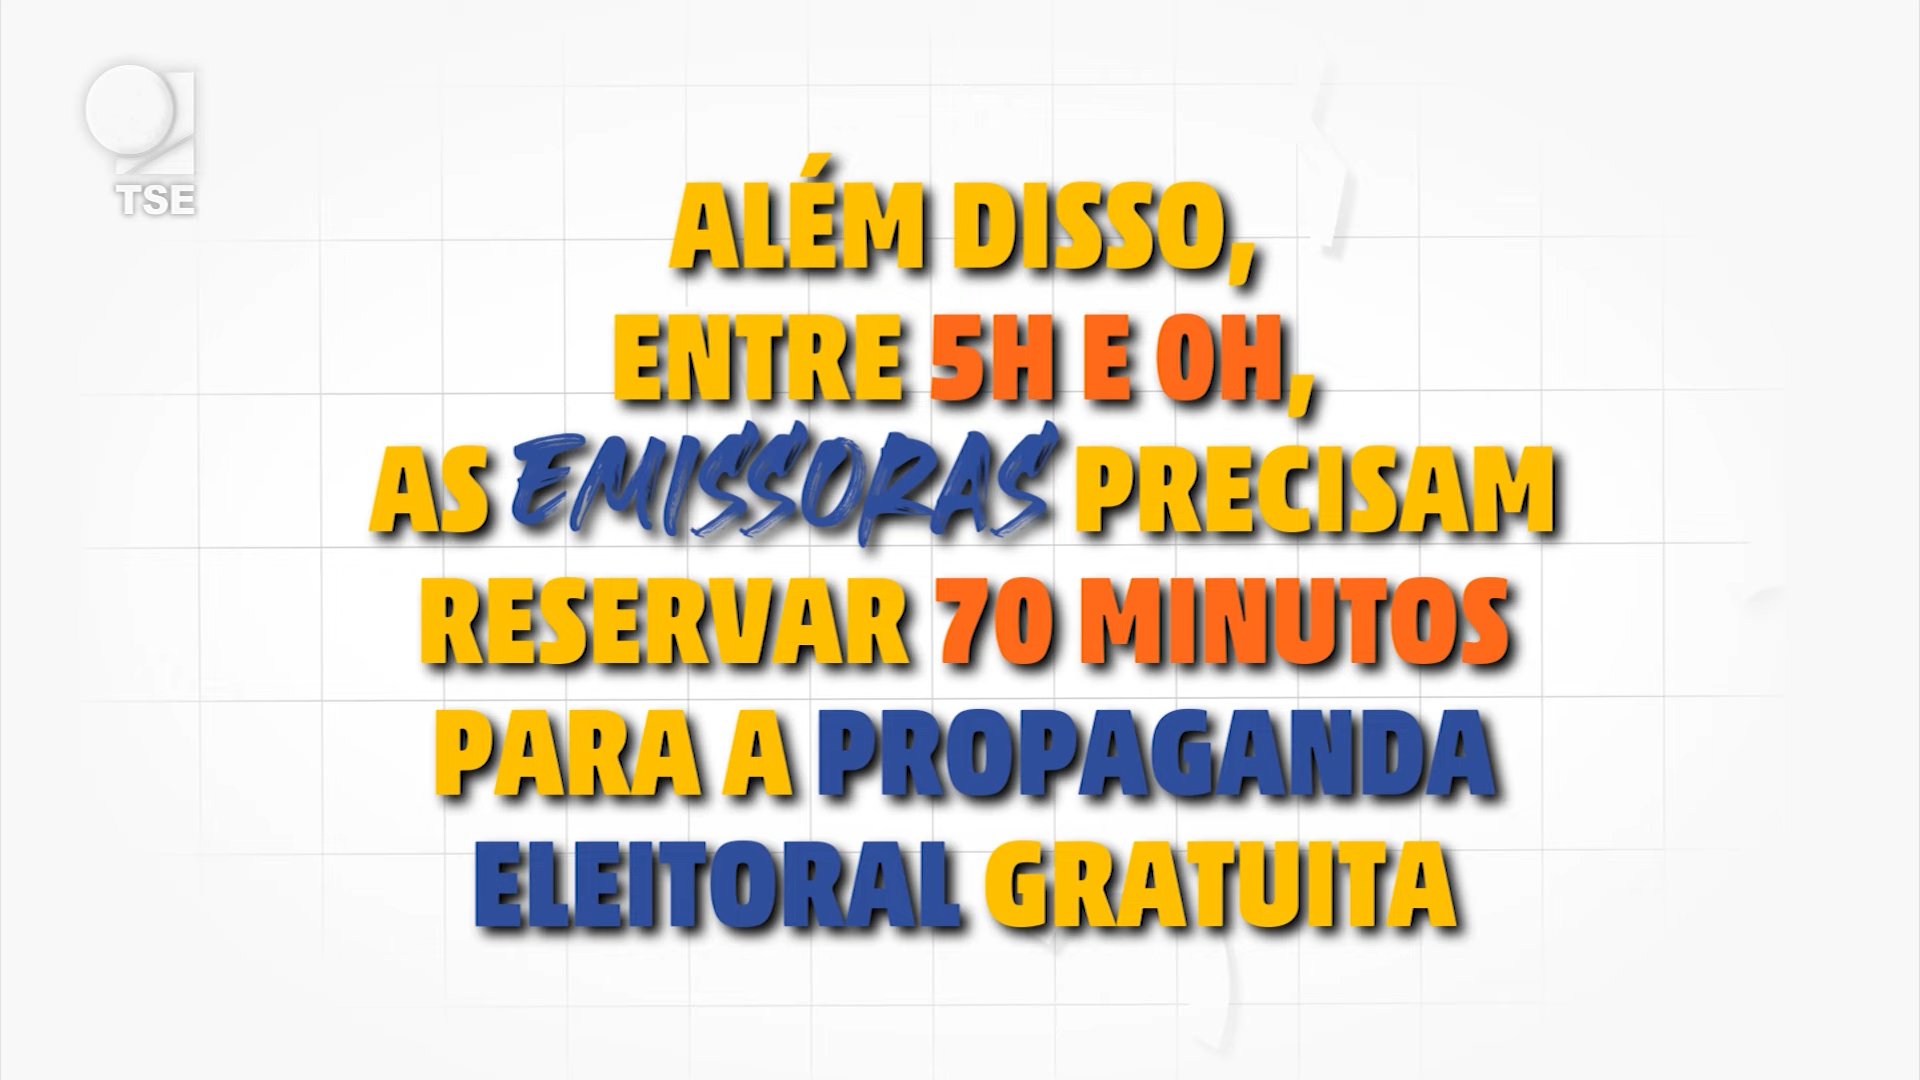 TSE
ALÉM DISSO,
ENTRE 5H E 0H,
AS EMISSORAS PRECISAM
RESERVAR 70 MINUTOS
PARA A PROPAGANDA
ELEITORAL GRATUITA